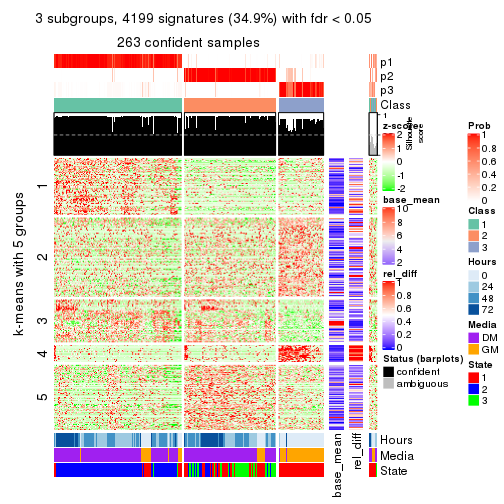 3 subgroups, 4199 signatures (34.9%) with fdr < 0.05
263 confident samples
p1
p2
p3
Class
1
Silhouette
score
k-means with 5 groups
1
2
3
4
5
base_mean
rel_diff
Hours
Media
State
z-score
2
1
0
-1
-2
base_mean
10
8
6
4
2
rel_diff
1
0.8
0.6
0.4
0.2
0
Status (barplots)
confident
ambiguous
Prob
1
0.8
0.6
0.4
0.2
0
Class
1
2
3
Hours
0
24
48
72
Media
DM
GM
State
1
2
3